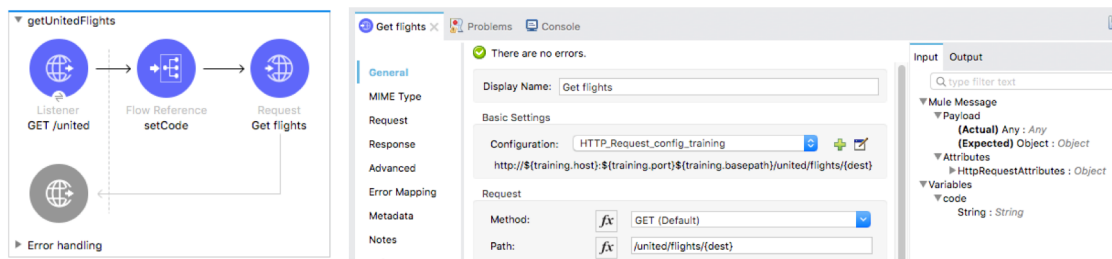 getUnitedFlights
Listener
GET /united
Flow Reference
setCode
Request
Get flights
Error handling
Get flights
Problems
Console
There are no errors.
General
MIME Type
Request
Response
Advanced
Error Mapping
Metadata
Notes
Display Name: Get flights
Basic Settings
Configuration: HTTP_Request_config_training
http://${training.host}:${training.port}${training.basepath}/united/flights/{dest}
Request
Method: fx GET (Default)
Path: fx /united/flights/{dest}
Input Output
type filter text
Mule Message
Payload
(Actual) Any : Any
(Expected) Object : Object
Attributes
HttpRequestAttributes : Object
Variables
code
String : String